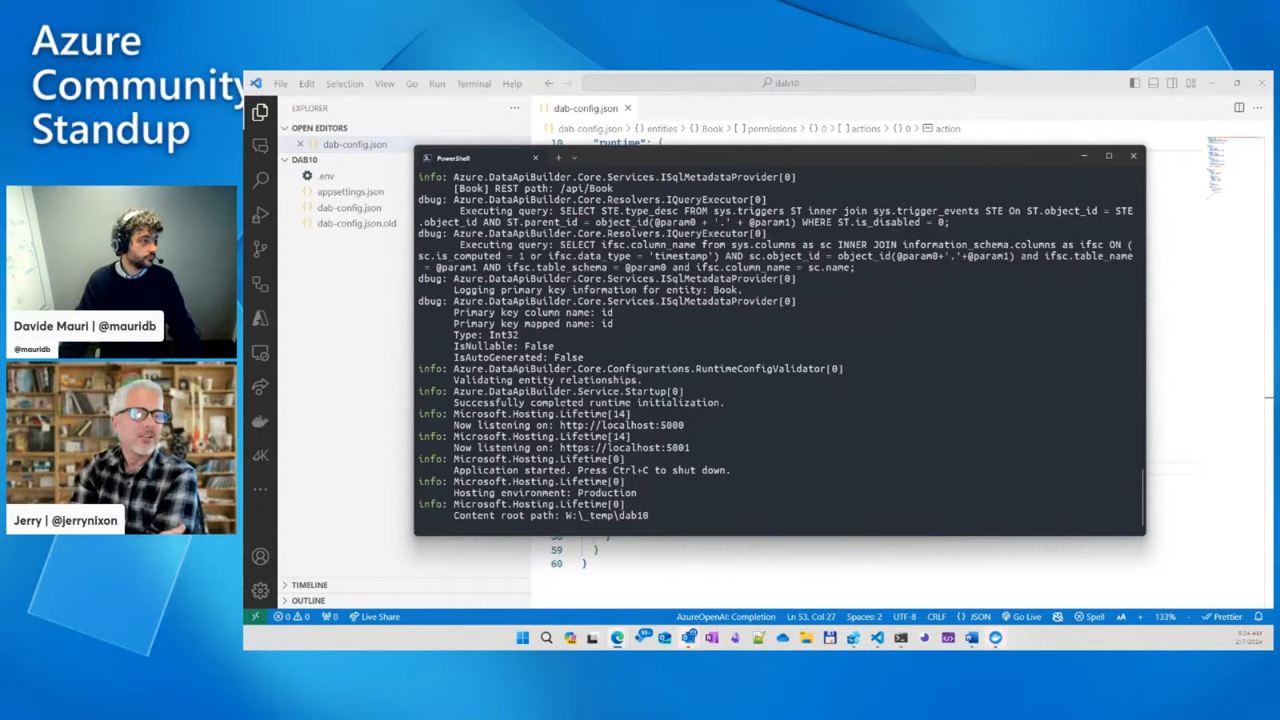 Azure
Community
Standup
Davide Mauri | @mauridb
@mauridb
Jerry | @jerrynixon
File Edit Selection View Go Run Terminal Help
dab10
EXPLORER
OPEN EDITORS
dab-config.json
DAB10
.env
appsettings.json
dab-config.json
dab-config.json.old
TIMELINE
OUTLINE
dab-config.json
dab-config.json > {} entities > {} Book > [ ] permissions > {} 0 > [ ] actions > {} 0 > action
10 "runtime": {
PowerShell
info: Azure.DataApiBuilder.Core.Services.ISqlMetadataProvider[0]
[Book] REST path: /api/Book
dbug: Azure.DataApiBuilder.Core.Resolvers.IQueryExecutor[0]
Executing query: SELECT STE.type_desc FROM sys.triggers ST inner join sys.trigger_events STE On ST.object_id = STE
.object_id AND ST.parent_id = object_id(@param0 + '.' + @param1) WHERE ST.is_disabled = 0;
dbug: Azure.DataApiBuilder.Core.Resolvers.IQueryExecutor[0]
Executing query: SELECT ifsc.column_name from sys.columns as sc INNER JOIN information_schema.columns as ifsc ON (
sc.is_computed = 1 or ifsc.data_type = 'timestamp') AND sc.object_id = object_id(@param0+'.'+@param1) and ifsc.table_name
= @param1 AND ifsc.table_schema = @param0 and ifsc.column_name = sc.name;
dbug: Azure.DataApiBuilder.Core.Services.ISqlMetadataProvider[0]
Logging primary key information for entity: Book.
dbug: Azure.DataApiBuilder.Core.Services.ISqlMetadataProvider[0]
Primary key column name: id
Primary key mapped name: id
Type: Int32
IsNullable: False
IsAutoGenerated: False
info: Azure.DataApiBuilder.Core.Configurations.RuntimeConfigValidator[0]
Validating entity relationships.
info: Azure.DataApiBuilder.Service.Startup[0]
Successfully completed runtime initialization.
info: Microsoft.Hosting.Lifetime[14]
Now listening on: http://localhost:5000
info: Microsoft.Hosting.Lifetime[14]
Now listening on: https://localhost:5001
info: Microsoft.Hosting.Lifetime[0]
Application started. Press Ctrl+C to shut down.
info: Microsoft.Hosting.Lifetime[0]
Hosting environment: Production
info: Microsoft.Hosting.Lifetime[0]
Content root path: W:\_temp\dab10
59 }
60 }
0 0 0 Live Share
AzureOpenAI: Completion Ln 53, Col 27 Spaces: 2 UTF-8 CRLF {} JSON Go Live Spell 133% Prettier
99+
9:24 AM
2/7/2024